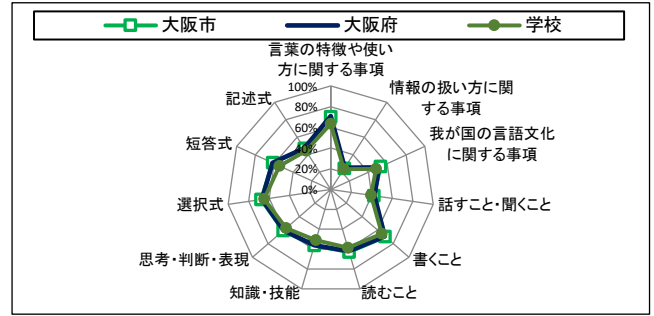 大阪市 大阪府 学校
言葉の特徴や使い
方に関する事項
情報の扱い方に関
する事項
我が国の言語文化
に関する事項
話すこと・聞くこと
書くこと
読むこと
知識・技能
思考・判断・表現
選択式
短答式
記述式
100%
80%
60%
40%
20%
0%